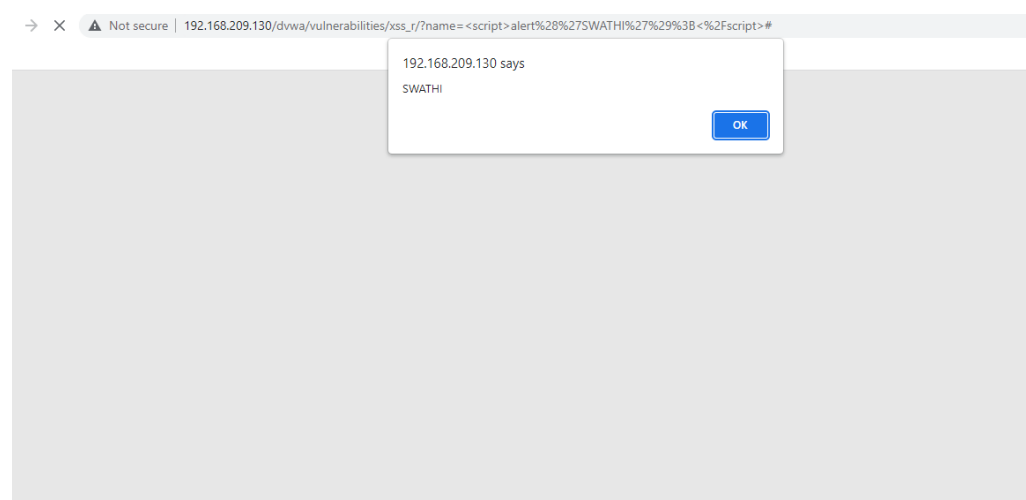 Not secure | 192.168.209.130/dvwa/vulnerabilities/xss_r/?name=<script>alert%28%27SWATHI%27%29%3B<%2Fscript>#
192.168.209.130 says
SWATHI
OK